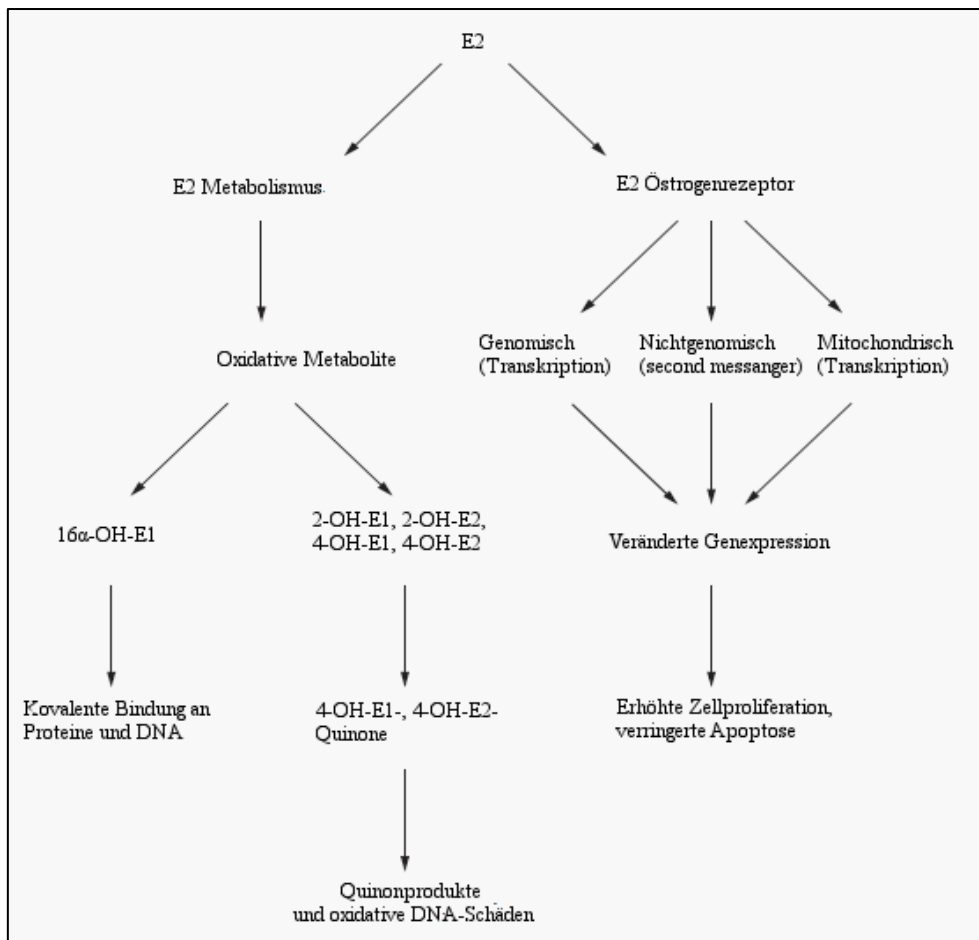 E2
E2 Metabolismus
E2 Östrogenrezeptor
Oxidative Metabolite
Genomisch
(Transkription)
Nichtgenomisch
(second messanger)
Mitochondrisch
(Transkription)
16α-OH-E1
2-OH-E1, 2-OH-E2,
4-OH-E1, 4-OH-E2
Veränderte Genexpression
Kovalente Bindung an
Proteine und DNA
4-OH-E1-, 4-OH-E2-
Quinone
Erhöhte Zellproliferation,
verringerte Apoptose
Quinonprodukte
und oxidative DNA-Schäden